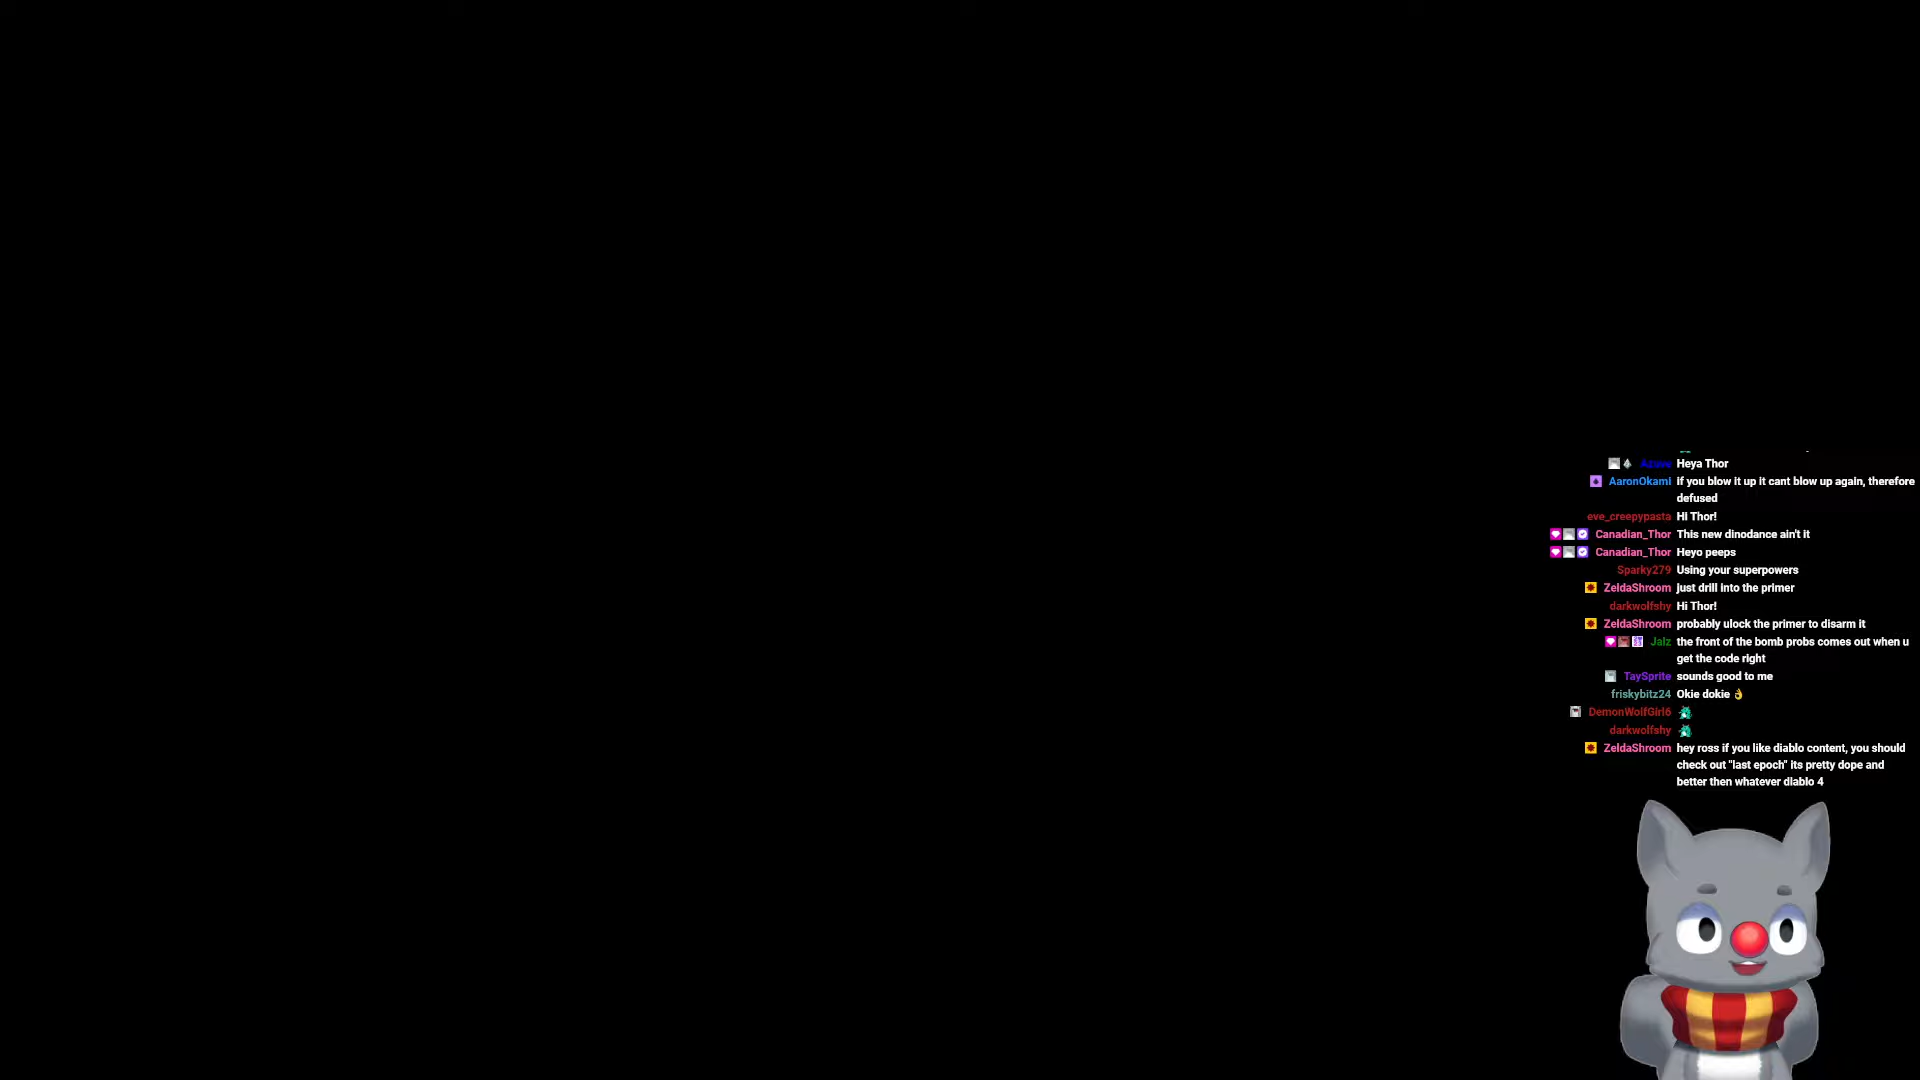 Azuve Heya Thor
AaronOkami if you blow it up it cant blow up again, therefore
defused
eve_creepypasta Hi Thor!
Canadian_Thor This new dinodance ain't it
Canadian_Thor Heyo peeps
Sparky279 Using your superpowers
ZeldaShroom just drill into the primer
darkwolfshy Hi Thor!
ZeldaShroom probably ulock the primer to disarm it
Jalz the front of the bomb probs comes out when u
get the code right
TaySprite sounds good to me
friskybitz24 Okie dokie 👌
DemonWolfGirl6
darkwolfshy
ZeldaShroom hey ross if you like diablo content, you should
check out "last epoch" its pretty dope and
better then whatever diablo 4